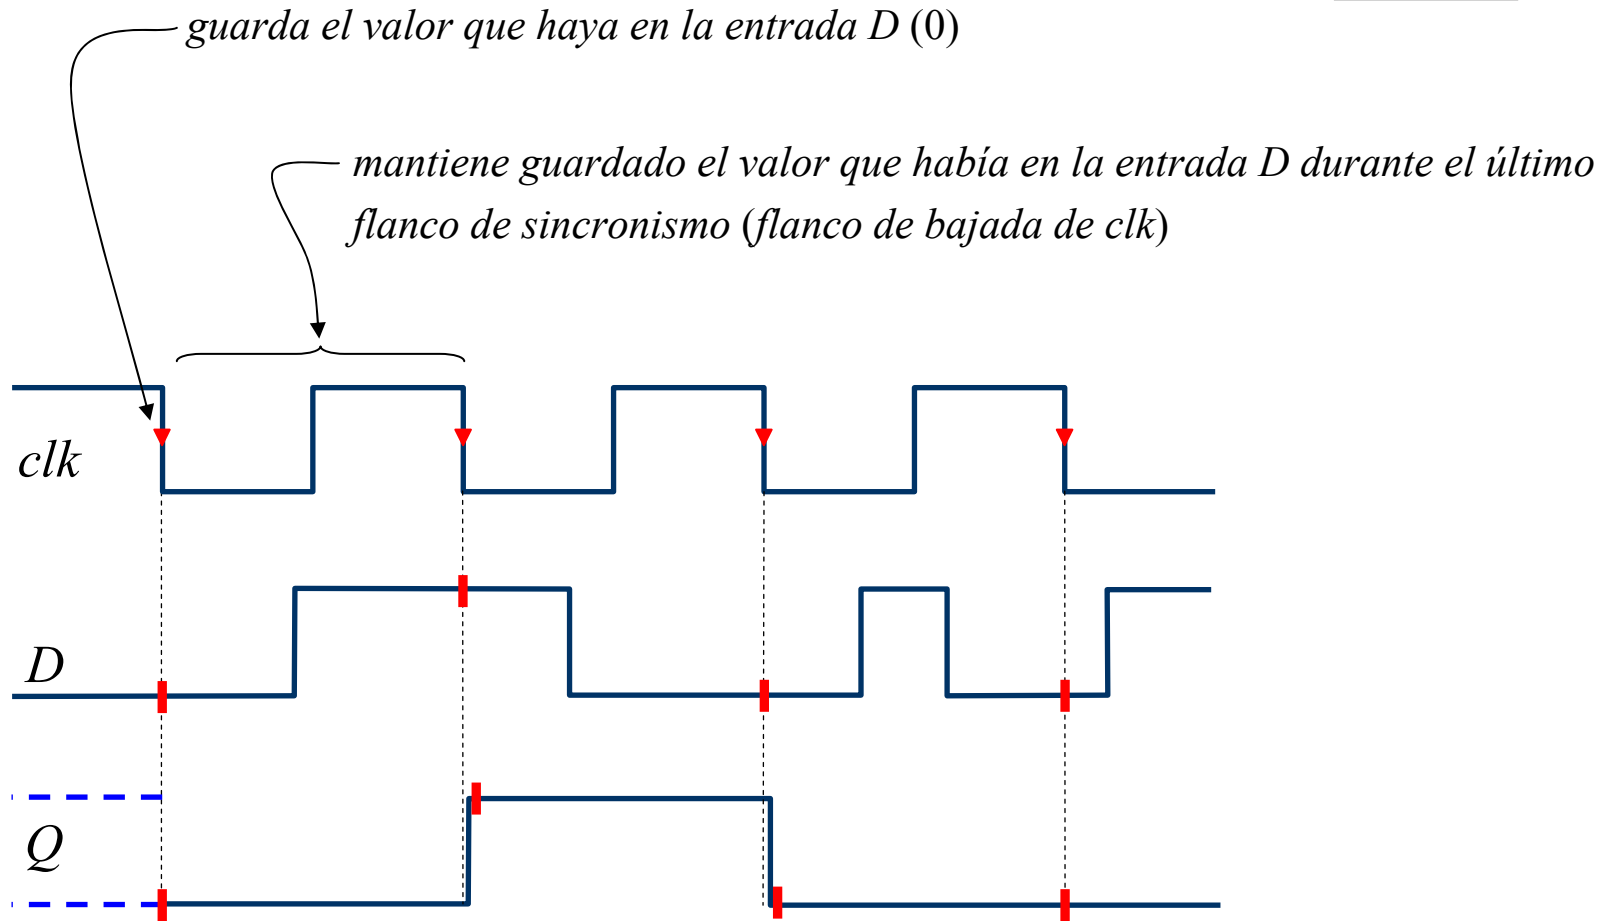 guarda el valor que haya en la entrada D (0)
mantiene guardado el valor que había en la entrada D durante el último
flanco de sincronismo (flanco de bajada de clk)
clk
D
Q